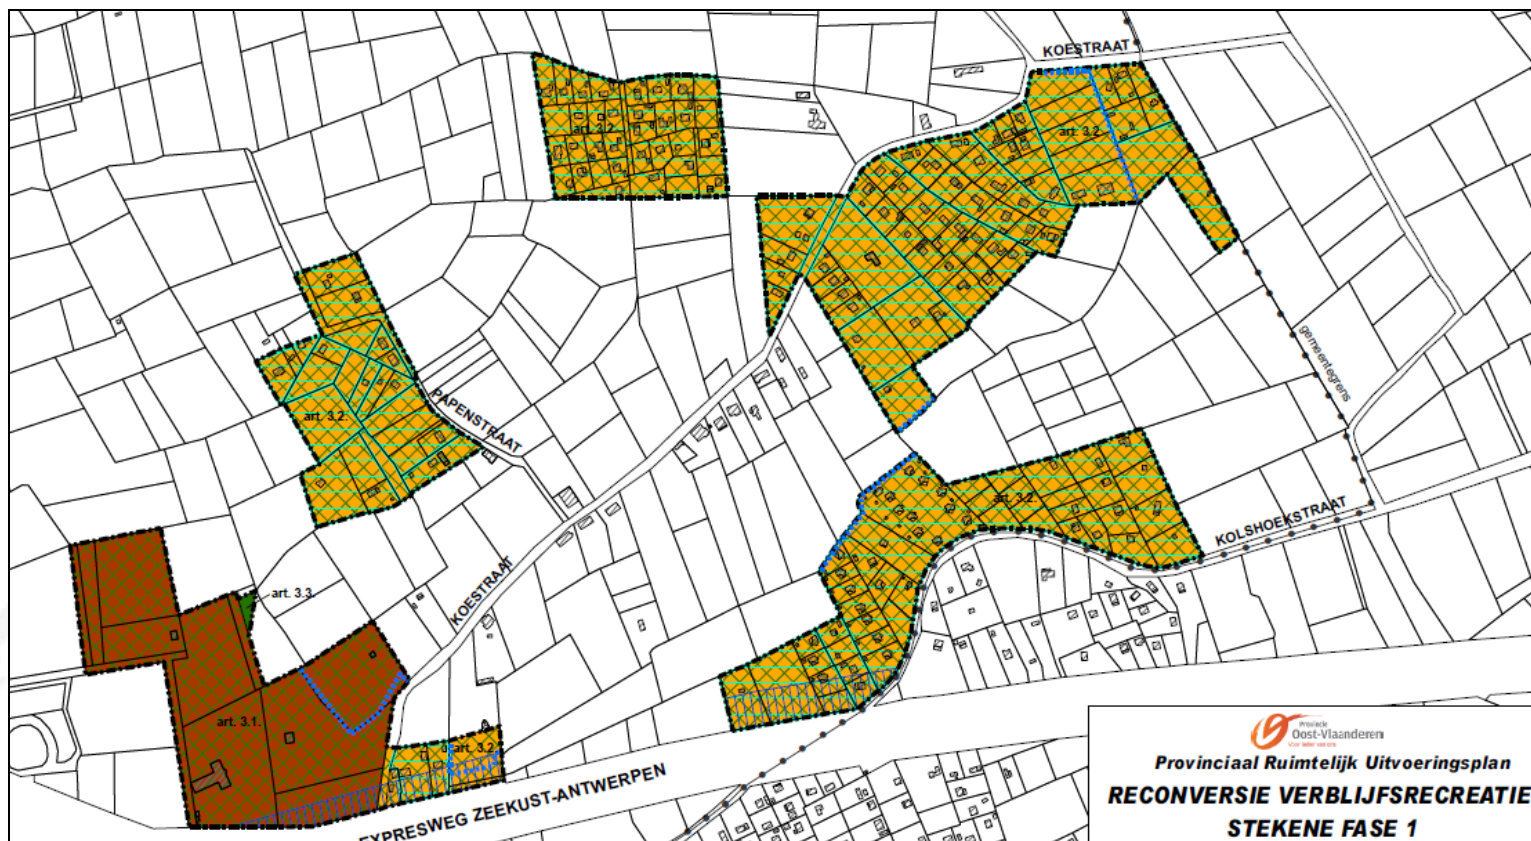 KOESTRAAT
art. 3.2.
art. 3.2.
gemeentegrens
art. 3.2.
PAPENSTRAAT
art. 3.2.
KOLSHOEKSTRAAT
art. 3.3.
KOESTRAAT
art. 3.1.
art. 3.2.
EXPRESWEG ZEEKUST-ANTWERPEN
Provincie
Oost-Vlaanderen
Provinciaal Ruimtelijk Uitvoeringsplan
RECONVERSIE VERBLIJFSRECREATIE
STEKENE FASE 1